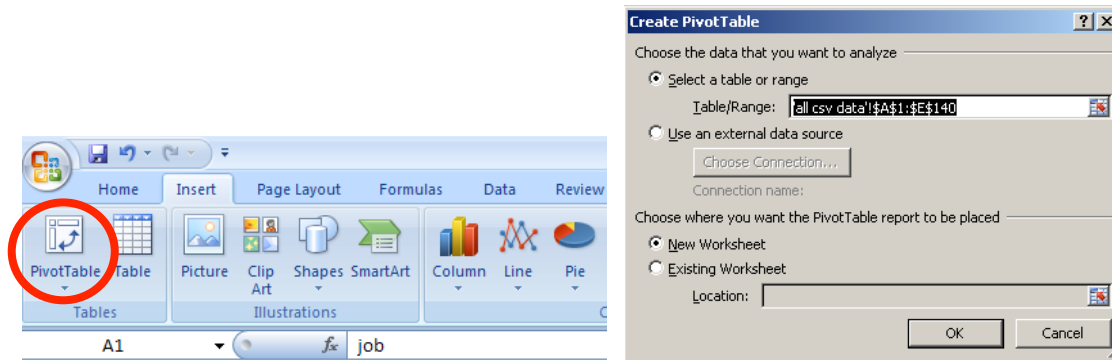 Home Insert Page Layout Formulas Data Review
PivotTable Table Picture Clip Art Shapes SmartArt Column Line Pie
Tables Illustrations C
A1 fx job
Create PivotTable
Choose the data that you want to analyze
Select a table or range
Table/Range: 'all csv data'!$A$1:$E$140
Use an external data source
Choose Connection...
Connection name:
Choose where you want the PivotTable report to be placed
New Worksheet
Existing Worksheet
Location:
OK Cancel